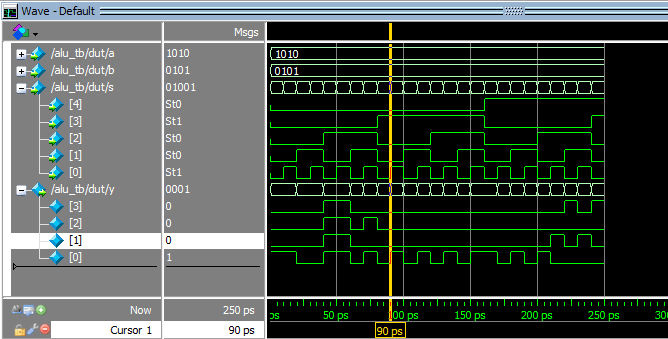 Wave - Default
Msgs
/alu_tb/dut/a 1010 1010
/alu_tb/dut/b 0101 0101
/alu_tb/dut/s 01001
[4] St0
[3] St1
[2] St0
[1] St0
[0] St1
/alu_tb/dut/y 0001
[3] 0
[2] 0
[1] 0
[0] 1
Now 250 ps ps 50 ps 100 ps 150 ps 200 ps 250 ps 300
Cursor 1 90 ps 90 ps